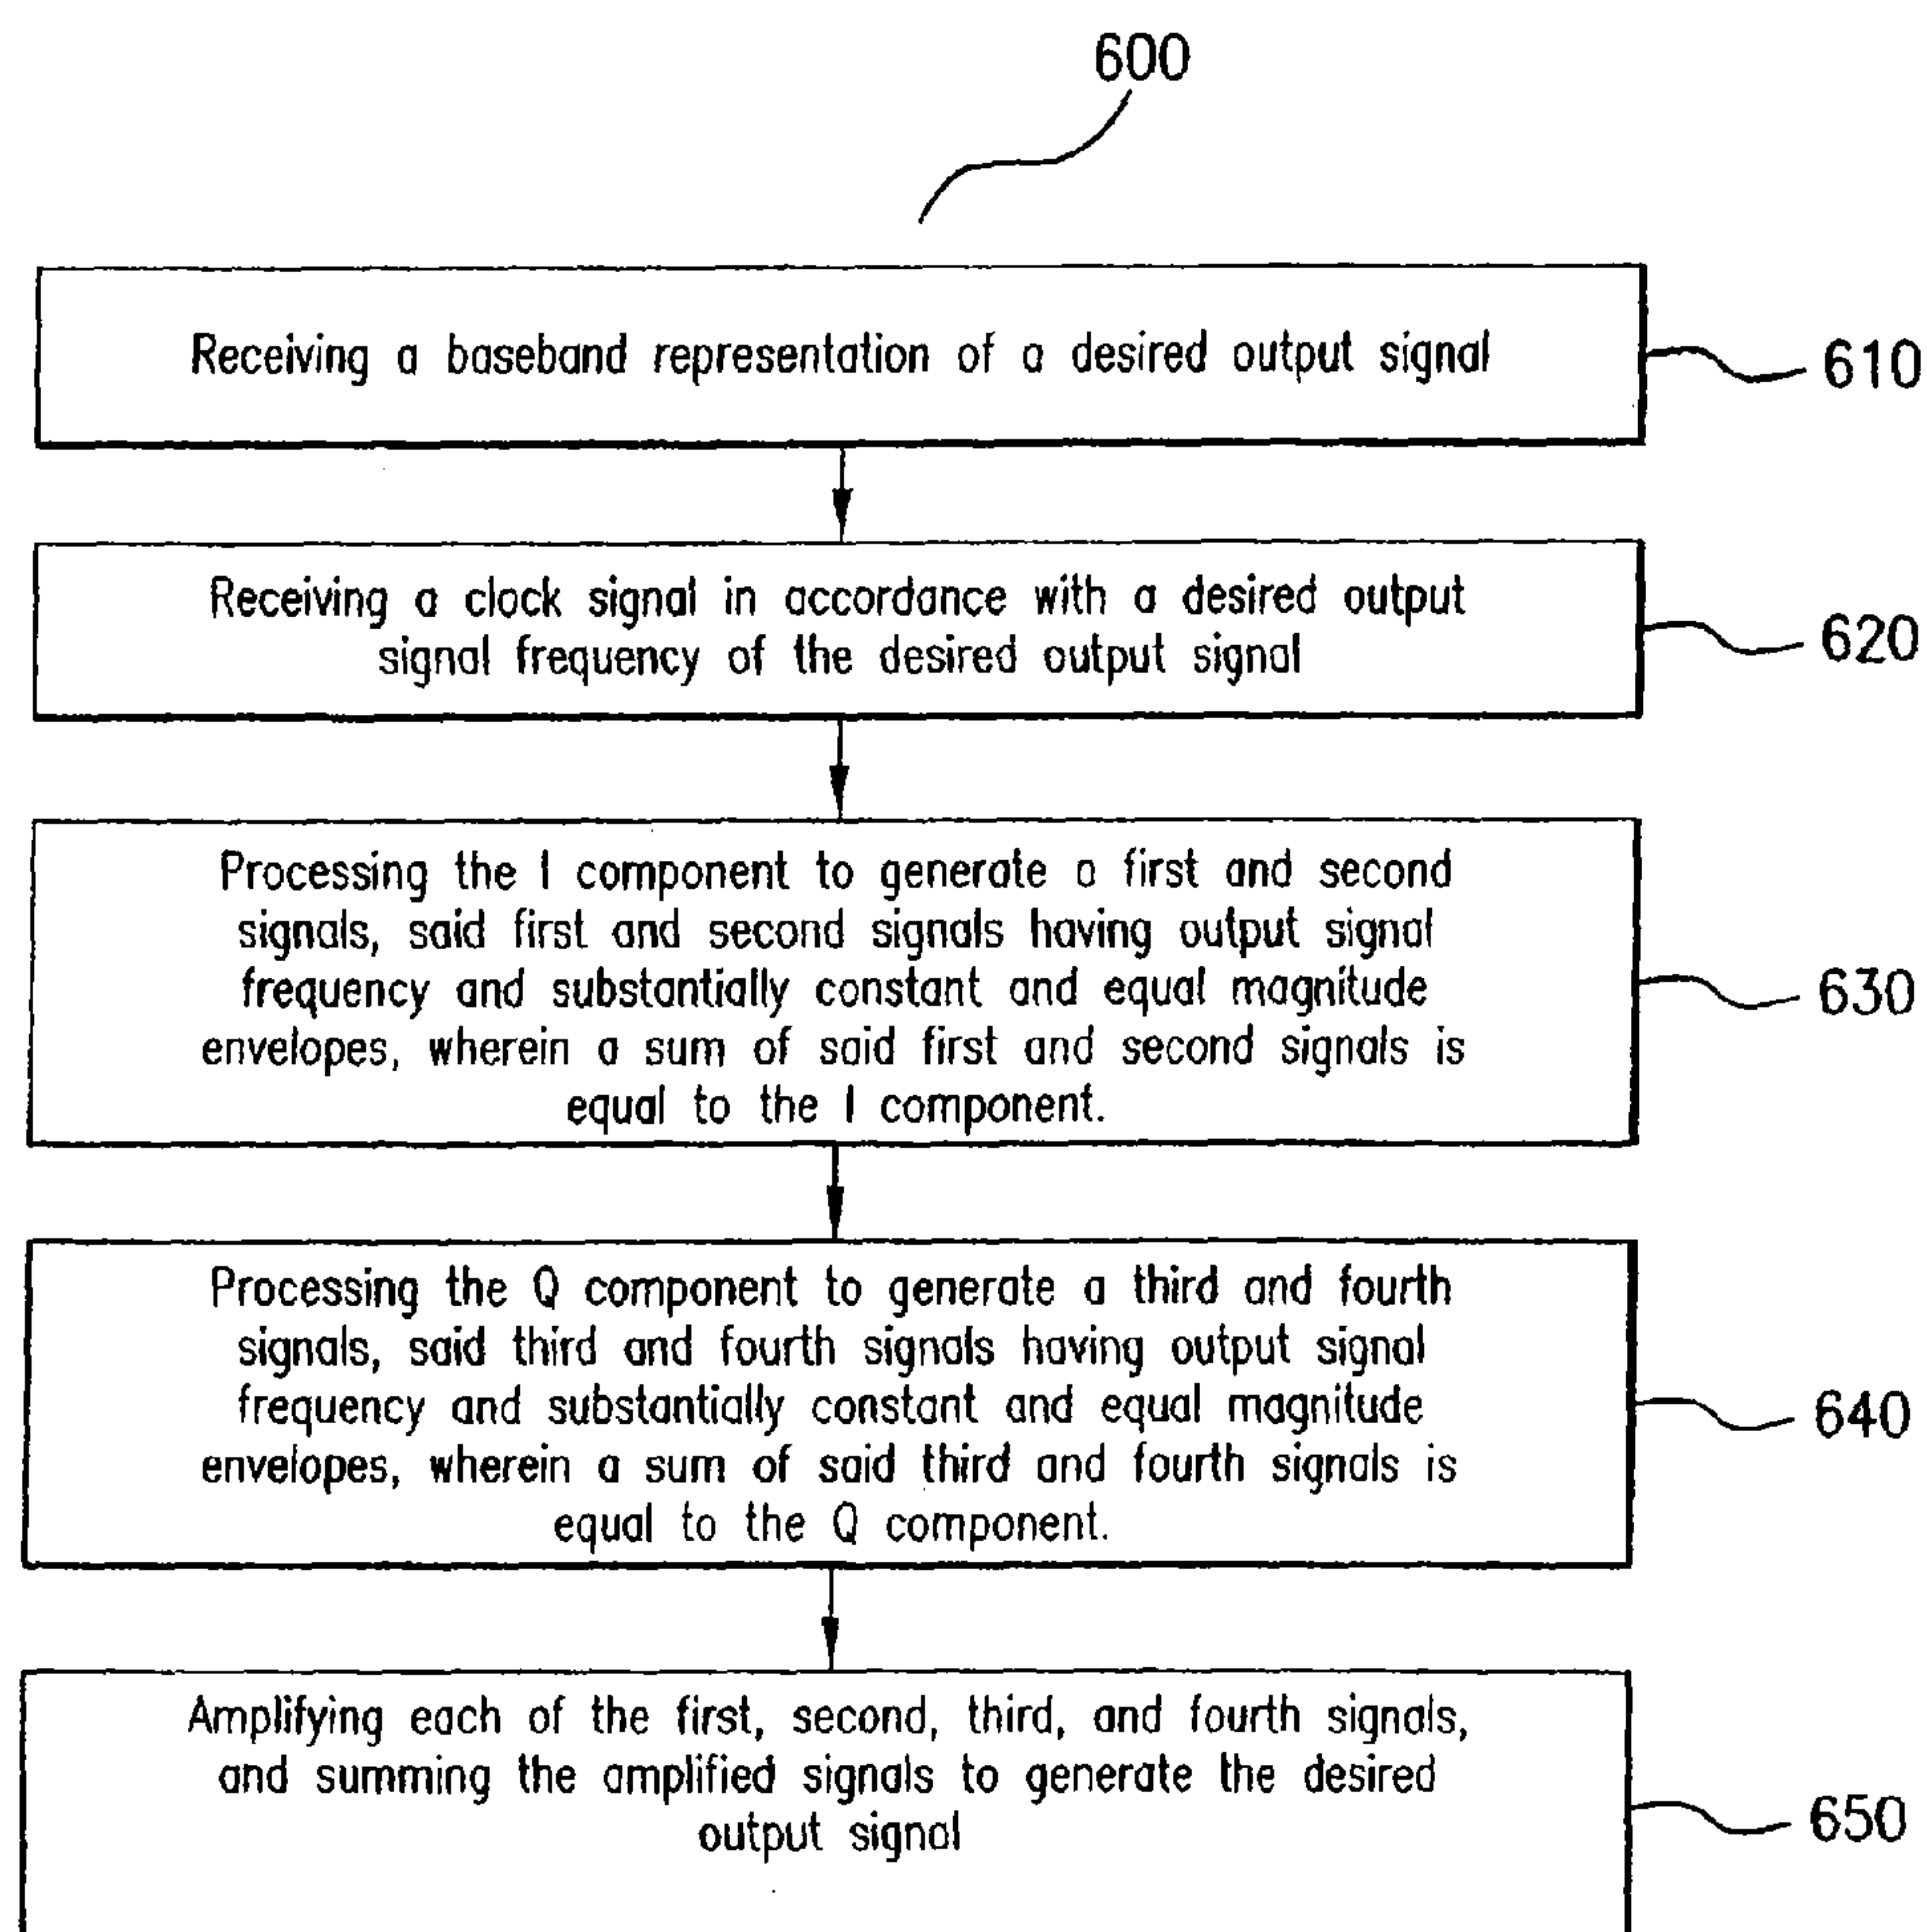 600
Receiving a baseband representation of a desired output signal
610
Receiving a clock signal in accordance with a desired output
signal frequency of the desired output signal
620
Processing the I component to generate a first and second
signals, said first and second signals having output signal
frequency and substantially constant and equal magnitude
envelopes, wherein a sum of said first and second signals is
equal to the I component.
630
Processing the Q component to generate a third and fourth
signals, said third and fourth signals having output signal
frequency and substantially constant and equal magnitude
envelopes, wherein a sum of said third and fourth signals is
equal to the Q component.
640
Amplifying each of the first, second, third, and fourth signals,
and summing the amplified signals to generate the desired
output signal
650